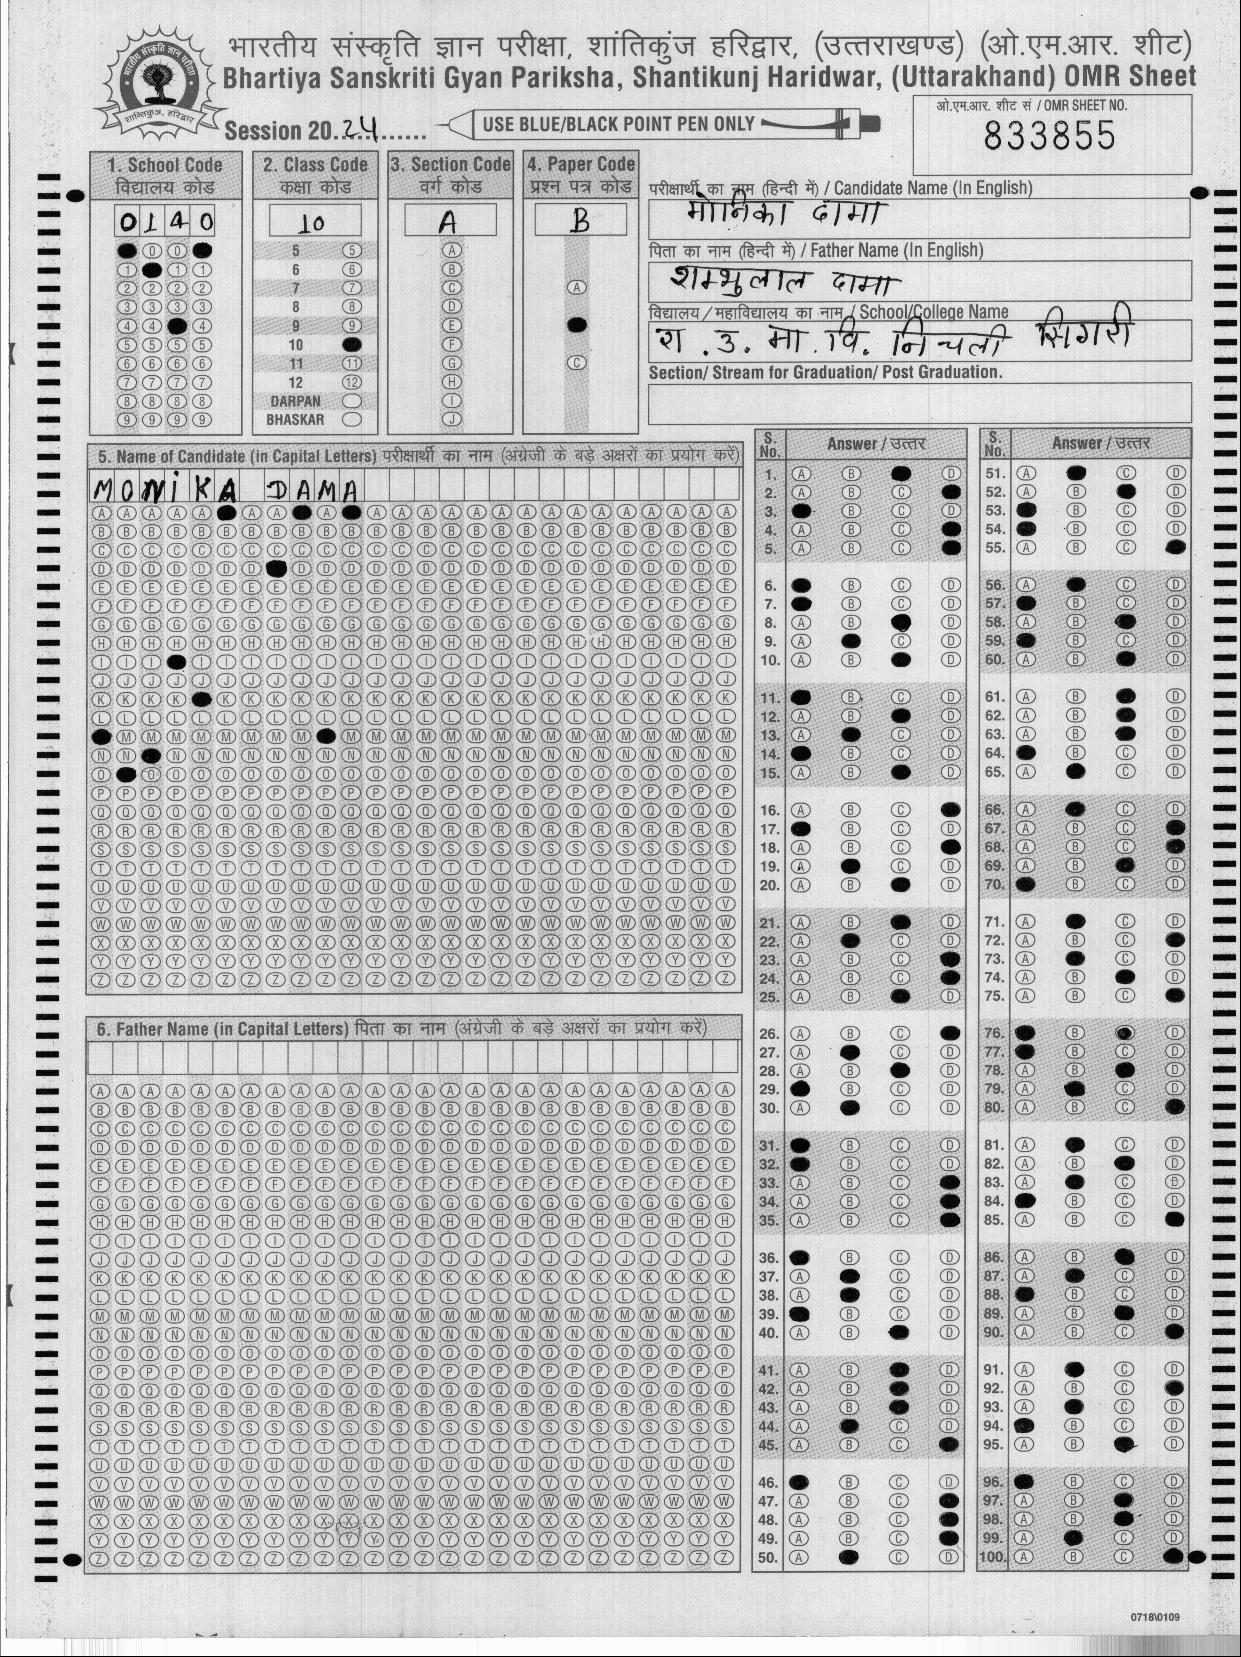 भारतीय संस्कृति ज्ञान परीक्षा, शांतिकुंज हरिद्वार, (उत्तराखण्ड) (ओ.एम.आर. शीट)
Bhartiya Sanskriti Gyan Pariksha, Shantikunj Haridwar, (Uttarakhand) OMR Sheet
Session 20..24......
USE BLUE/BLACK POINT PEN ONLY
ओ.एम.आर. शीट सं / OMR SHEET NO.
833855
1. School Code
विद्यालय कोड
0140
2. Class Code
कक्षा कोड
10
5
6
7
8
9
10
11
12
DARPAN
BHASKAR
3. Section Code
वर्ग कोड
A
4. Paper Code
प्रश्न पत्र कोड
B
परीक्षार्थी का नाम (हिन्दी में) / Candidate Name (In English)
मोनिका दामा
पिता का नाम (हिन्दी में) / Father Name (In English)
शम्भुलाल दामा
विद्यालय / महाविद्यालय का नाम / School/College Name
रा . उ . मा . वि . निचली सिगरी
Section/ Stream for Graduation/ Post Graduation.
5. Name of Candidate (in Capital Letters) परीक्षार्थी का नाम (अंग्रेजी के बड़े अक्षरों का प्रयोग करें)
MONIKA DAMA
6. Father Name (in Capital Letters) पिता का नाम (अंग्रेजी के बड़े अक्षरों का प्रयोग करें)
S. No. Answer / उत्तर
S. No. Answer / उत्तर
0718\0109